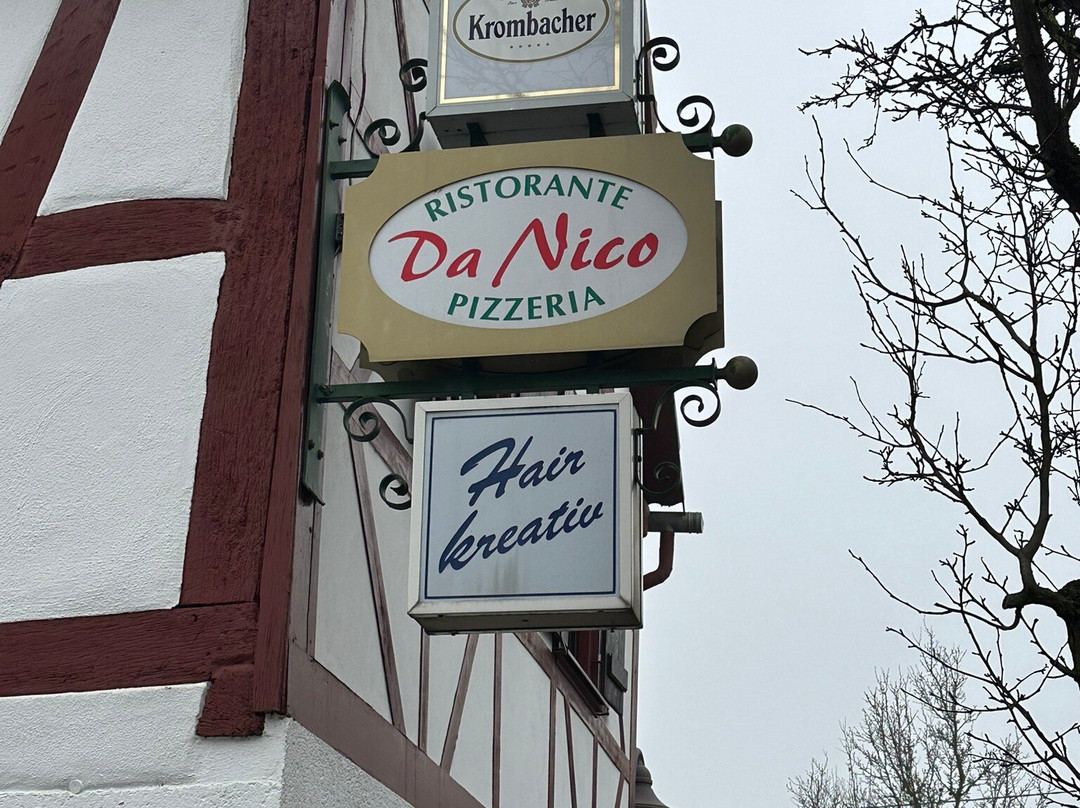 Krombacher
RISTORANTE
Da Nico
PIZZERIA
Hair
kreativ